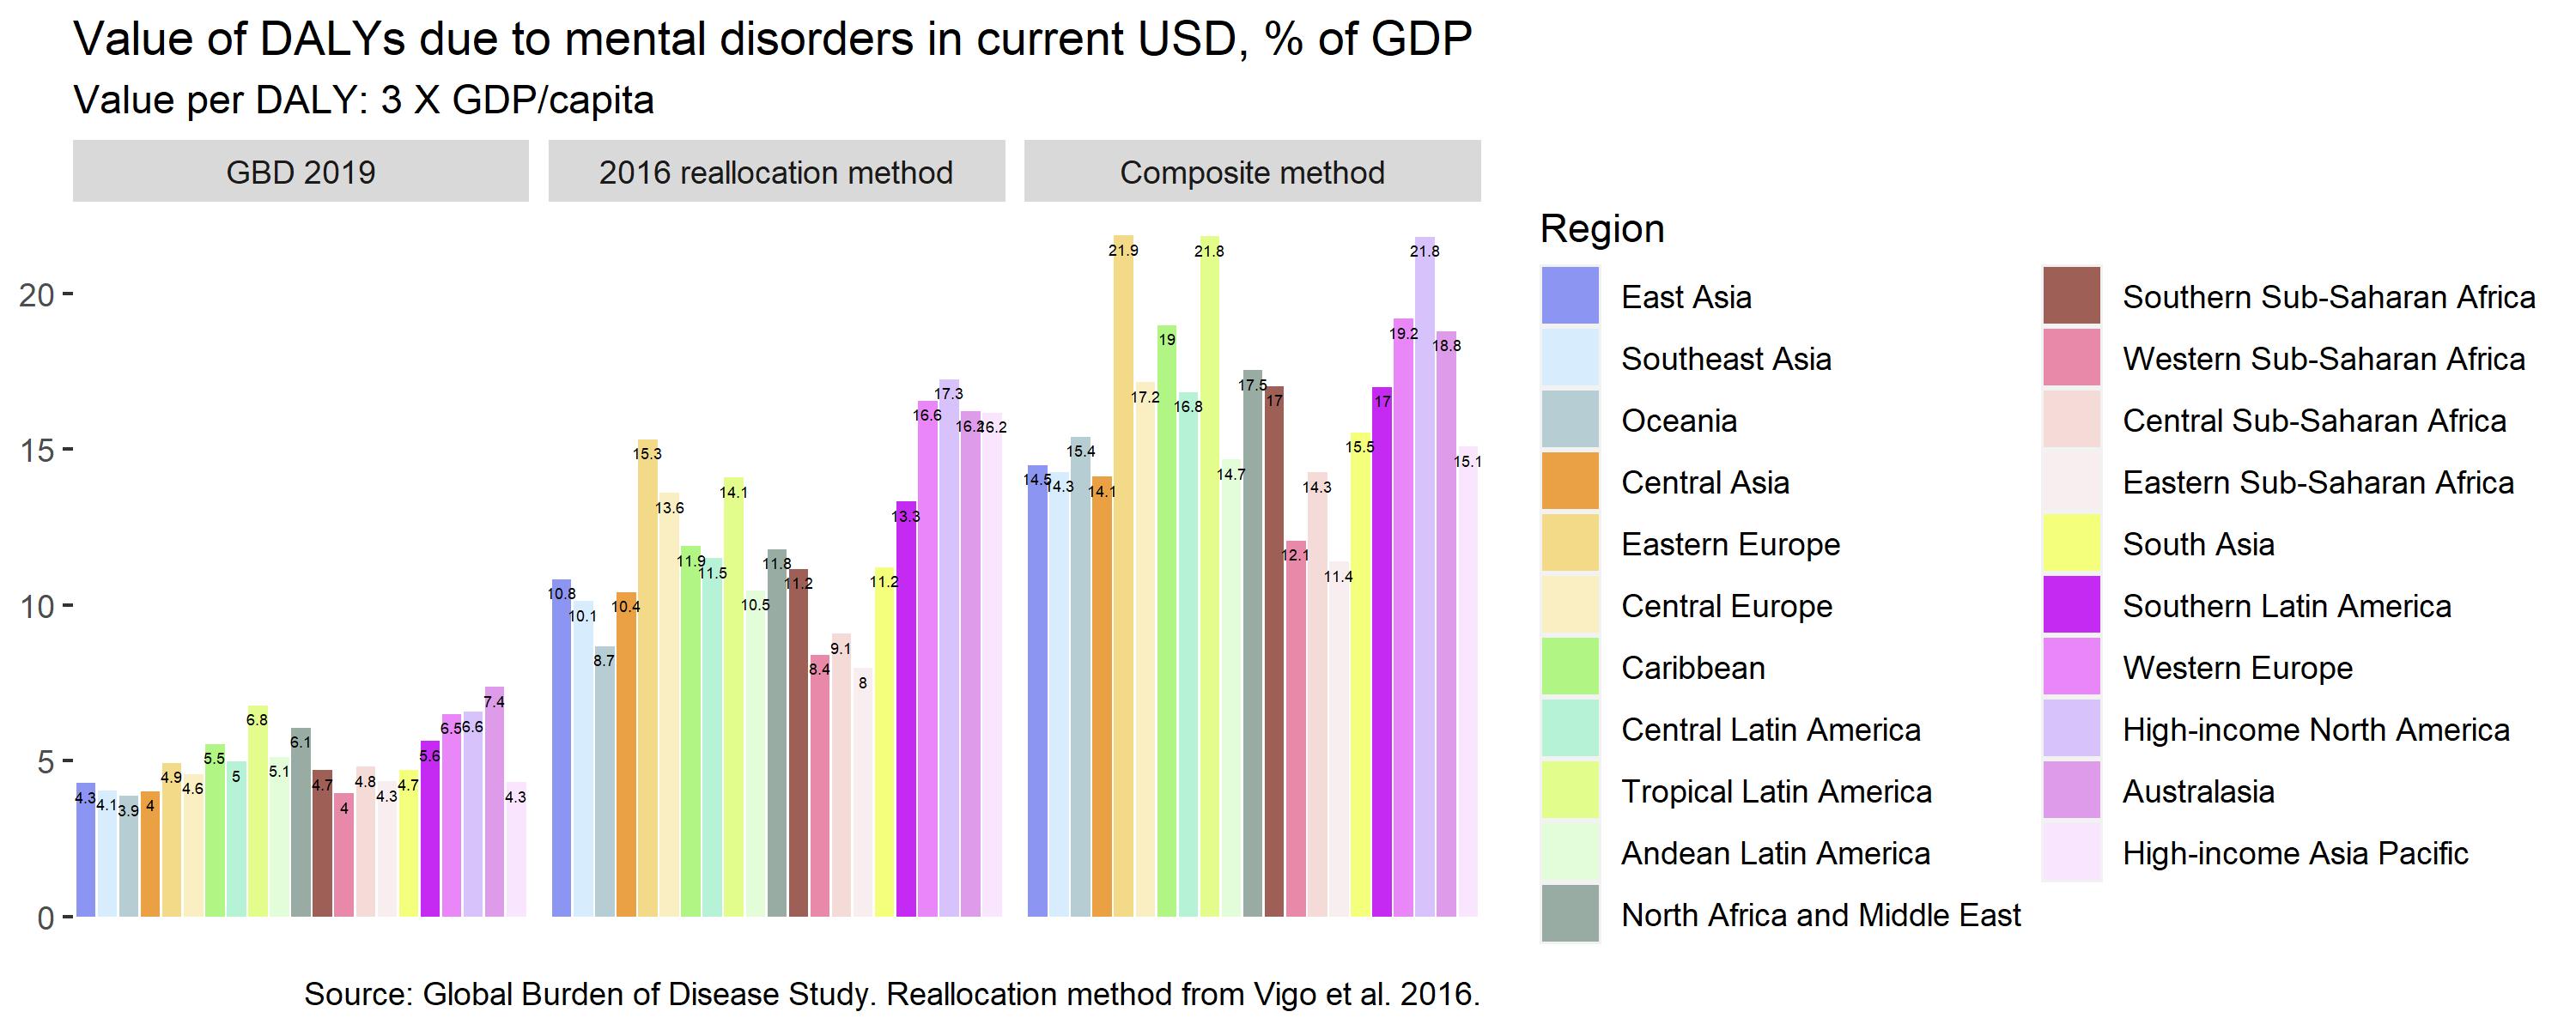 Value of DALYs due to mental disorders in current USD, % of GDP
Value per DALY: 3 X GDP/capita
GBD 2019
2016 reallocation method
Composite method
20
15
10
5
0
4.3
4.1
3.9
4
4.9
4.6
5.5
5
6.8
5.1
6.1
4.7
4
4.8
4.3
4.7
5.6
6.5
6.6
7.4
4.3
10.8
10.1
8.7
10.4
15.3
13.6
11.9
11.5
14.1
10.5
11.8
11.2
8.4
9.1
8
11.2
13.3
16.6
17.3
16.2
16.2
14.5
14.3
15.4
14.1
21.9
17.2
19
16.8
21.8
14.7
17.5
17
12.1
14.3
11.4
15.5
17
19.2
21.8
18.8
15.1
Region
East Asia
Southeast Asia
Oceania
Central Asia
Eastern Europe
Central Europe
Caribbean
Central Latin America
Tropical Latin America
Andean Latin America
North Africa and Middle East
Southern Sub-Saharan Africa
Western Sub-Saharan Africa
Central Sub-Saharan Africa
Eastern Sub-Saharan Africa
South Asia
Southern Latin America
Western Europe
High-income North America
Australasia
High-income Asia Pacific
Source: Global Burden of Disease Study. Reallocation method from Vigo et al. 2016.